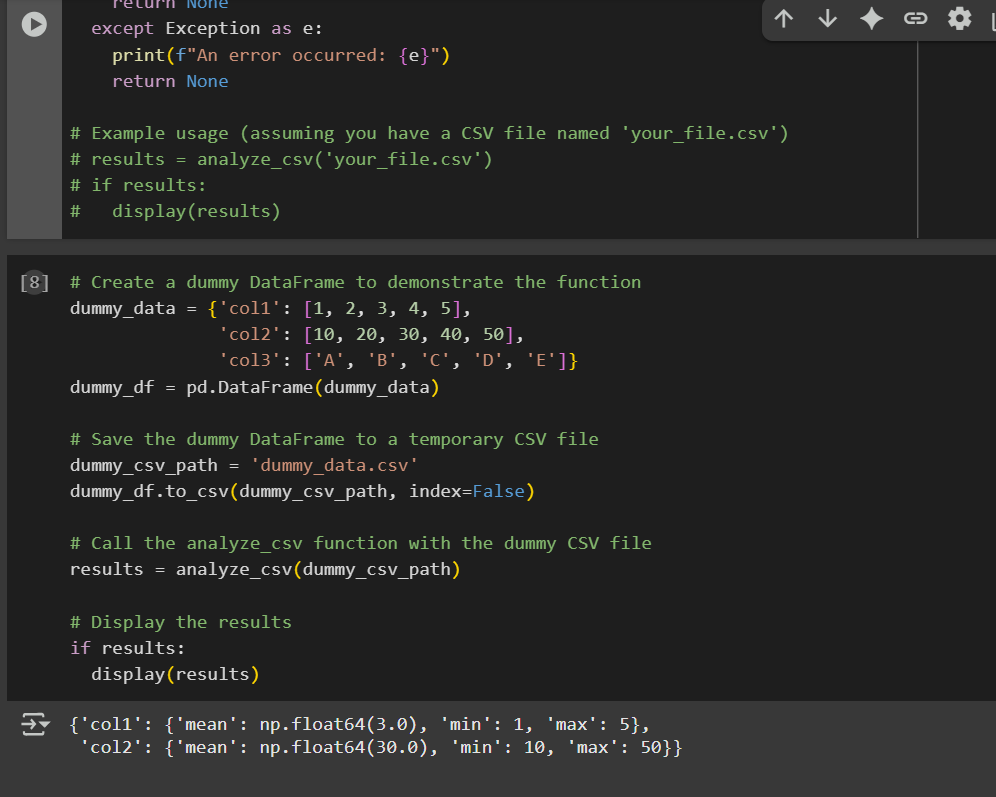 return None
except Exception as e:
print(f"An error occurred: {e}")
return None
# Example usage (assuming you have a CSV file named 'your_file.csv')
# results = analyze_csv('your_file.csv')
# if results:
#   display(results)
[8]
# Create a dummy DataFrame to demonstrate the function
dummy_data = {'col1': [1, 2, 3, 4, 5],
'col2': [10, 20, 30, 40, 50],
'col3': ['A', 'B', 'C', 'D', 'E']}
dummy_df = pd.DataFrame(dummy_data)
# Save the dummy DataFrame to a temporary CSV file
dummy_csv_path = 'dummy_data.csv'
dummy_df.to_csv(dummy_csv_path, index=False)
# Call the analyze_csv function with the dummy CSV file
results = analyze_csv(dummy_csv_path)
# Display the results
if results:
display(results)
{'col1': {'mean': np.float64(3.0), 'min': 1, 'max': 5},
'col2': {'mean': np.float64(30.0), 'min': 10, 'max': 50}}